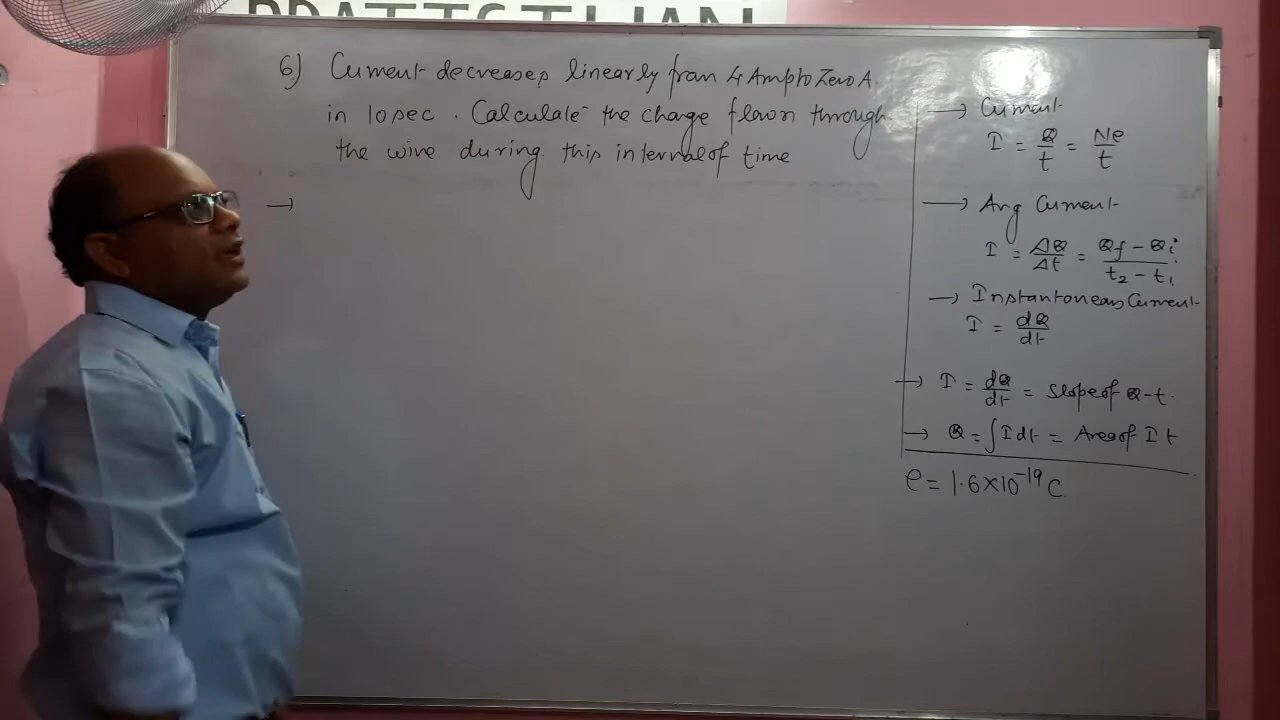 6) Current decreases linearly from 4 Amp to Zero A
in 10 sec. Calculate the charge flown through
the wire during this interval of time
→
→ Current
I = Q/t = Ne/t
→ Avg Current
I = ΔQ/Δt = Qf - Qi / t₂ - t₁
→ Instantaneous Current
I = dQ/dt
→ I = dQ/dt = Slope of Q-t
→ Q = ∫I dt = Area of I t
e = 1.6×10⁻¹⁹ C